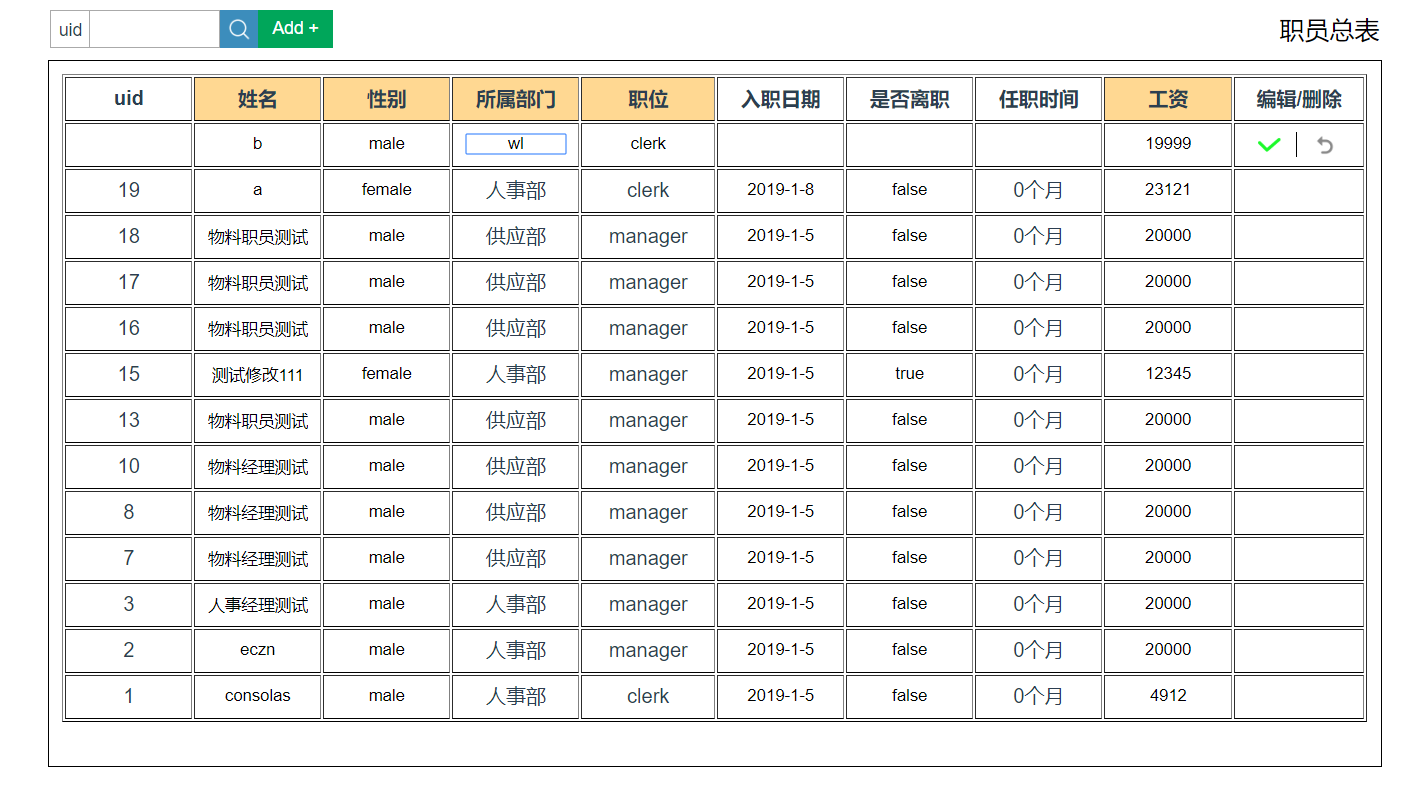 uid Add + 职员总表
uid 姓名 性别 所属部门 职位 入职日期 是否离职 任职时间 工资 编辑/删除
b male wl clerk 19999
19 a female 人事部 clerk 2019-1-8 false 0个月 23121
18 物料职员测试 male 供应部 manager 2019-1-5 false 0个月 20000
17 物料职员测试 male 供应部 manager 2019-1-5 false 0个月 20000
16 物料职员测试 male 供应部 manager 2019-1-5 false 0个月 20000
15 测试修改111 female 人事部 manager 2019-1-5 true 0个月 12345
13 物料职员测试 male 供应部 manager 2019-1-5 false 0个月 20000
10 物料经理测试 male 供应部 manager 2019-1-5 false 0个月 20000
8 物料经理测试 male 供应部 manager 2019-1-5 false 0个月 20000
7 物料经理测试 male 供应部 manager 2019-1-5 false 0个月 20000
3 人事经理测试 male 人事部 manager 2019-1-5 false 0个月 20000
2 eczn male 人事部 manager 2019-1-5 false 0个月 20000
1 consolas male 人事部 clerk 2019-1-5 false 0个月 4912